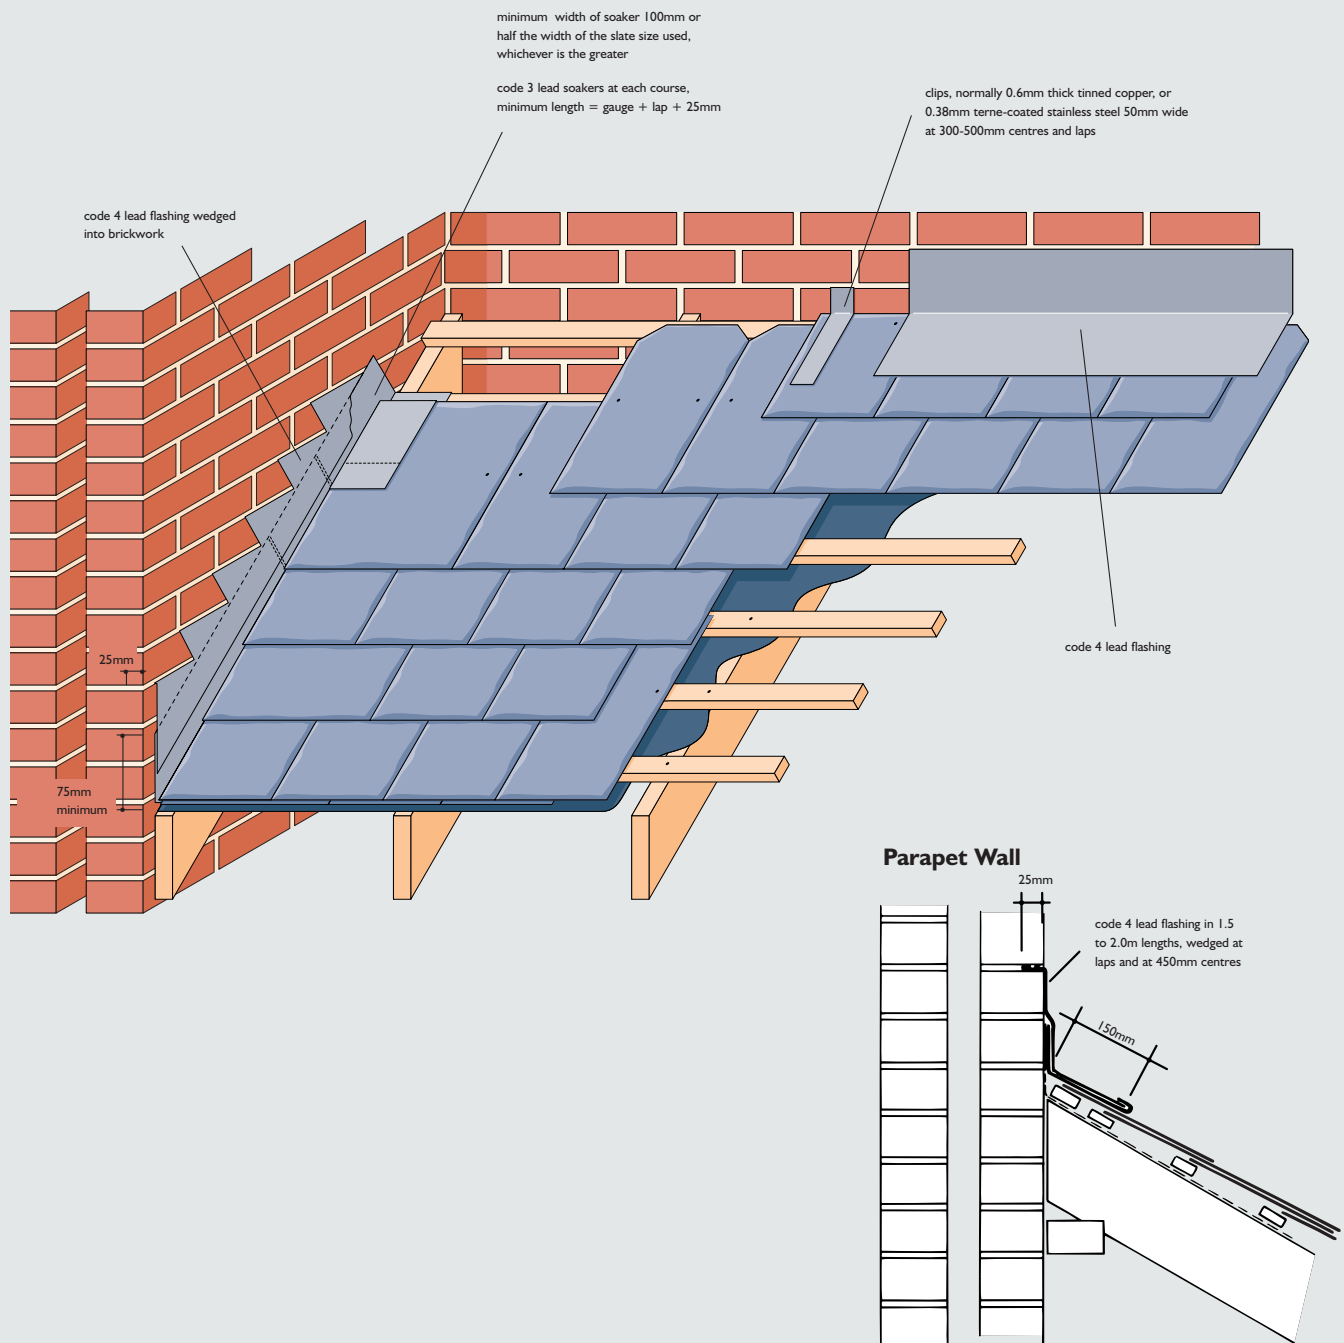 minimum width of soaker 100mm or
half the width of the slate size used,
whichever is the greater
code 3 lead soakers at each course,
minimum length = gauge + lap + 25mm
clips, normally 0.6mm thick tinned copper, or
0.38mm terne-coated stainless steel 50mm wide
at 300-500mm centres and laps
code 4 lead flashing wedged
into brickwork
code 4 lead flashing
25mm
75mm
minimum
Parapet Wall
25mm
code 4 lead flashing in 1.5
to 2.0m lengths, wedged at
laps and at 450mm centres
150mm